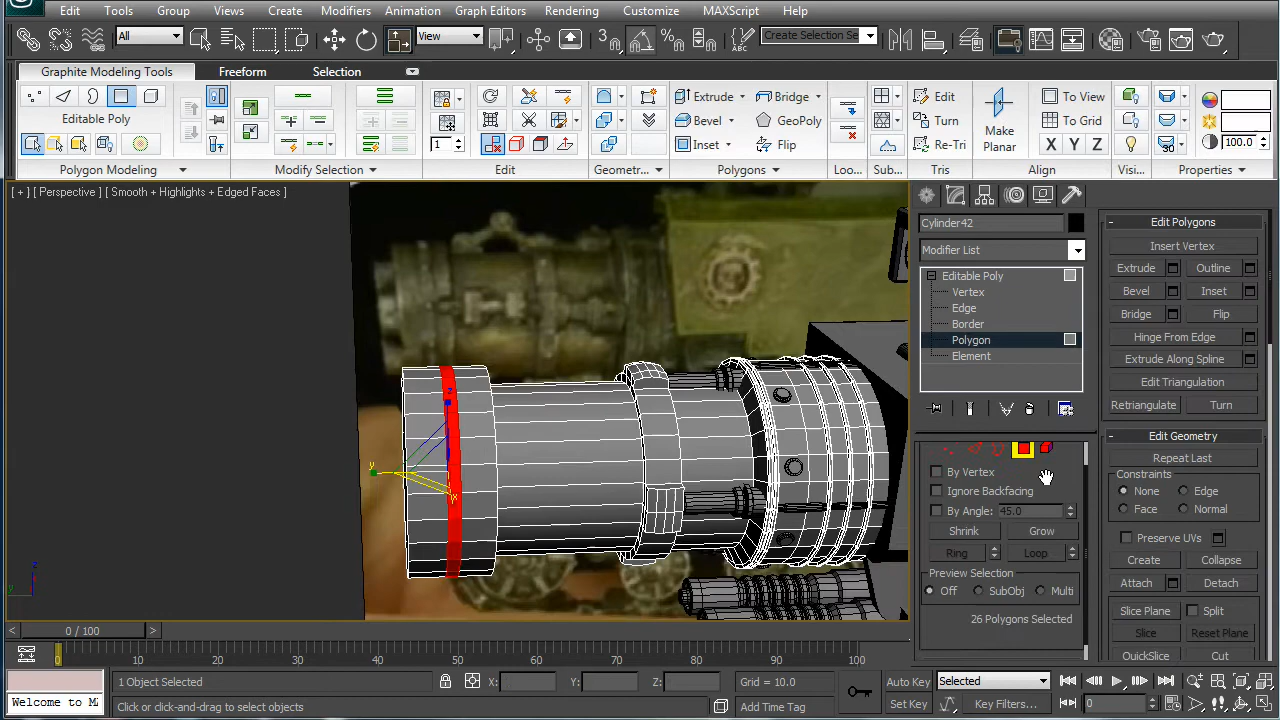 Edit Tools Group Views Create Modifiers Animation Graph Editors Rendering Customize MAXScript Help
All View 3 Create Selection Se
Graphite Modeling Tools Freeform Selection
Extrude Bridge Edit To View
Editable Poly Bevel GeoPoly Turn Make Planar To Grid
1 Inset Flip Re-Tri X Y Z 100.0
Polygon Modeling Modify Selection Edit Geomet... Polygons Loo... Sub... Tris Align Visi... Properties
[ + ] [ Perspective ] [ Smooth + Highlights + Edged Faces ]
Cylinder42
Modifier List
Editable Poly
Vertex
Edge
Border
Polygon
Element
By Vertex
Ignore Backfacing
By Angle: 45.0
Shrink Grow
Ring Loop
Preview Selection
Off SubObj Multi
26 Polygons Selected
- Edit Polygons
Insert Vertex
Extrude Outline
Bevel Inset
Bridge Flip
Hinge From Edge
Extrude Along Spline
Edit Triangulation
Retriangulate Turn
- Edit Geometry
Repeat Last
Constraints
None Edge
Face Normal
Preserve UVs
Create Collapse
Attach Detach
Slice Plane Split
Slice Reset Plane
QuickSlice Cut
z
y
x
z
y
< 0 / 100 >
0 10 20 30 40 50 60 70 80 90 100
1 Object Selected X: Y: Z: Grid = 10.0 Auto Key Selected
Welcome to M Click or click-and-drag to select objects Add Time Tag Set Key Key Filters... 0